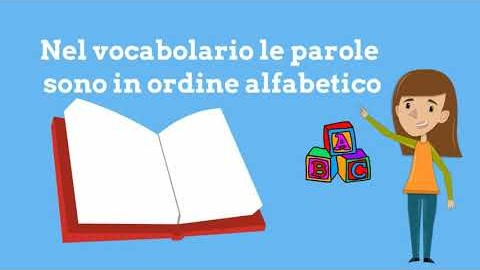 Nel vocabolario le parole
sono in ordine alfabetico
A
B C